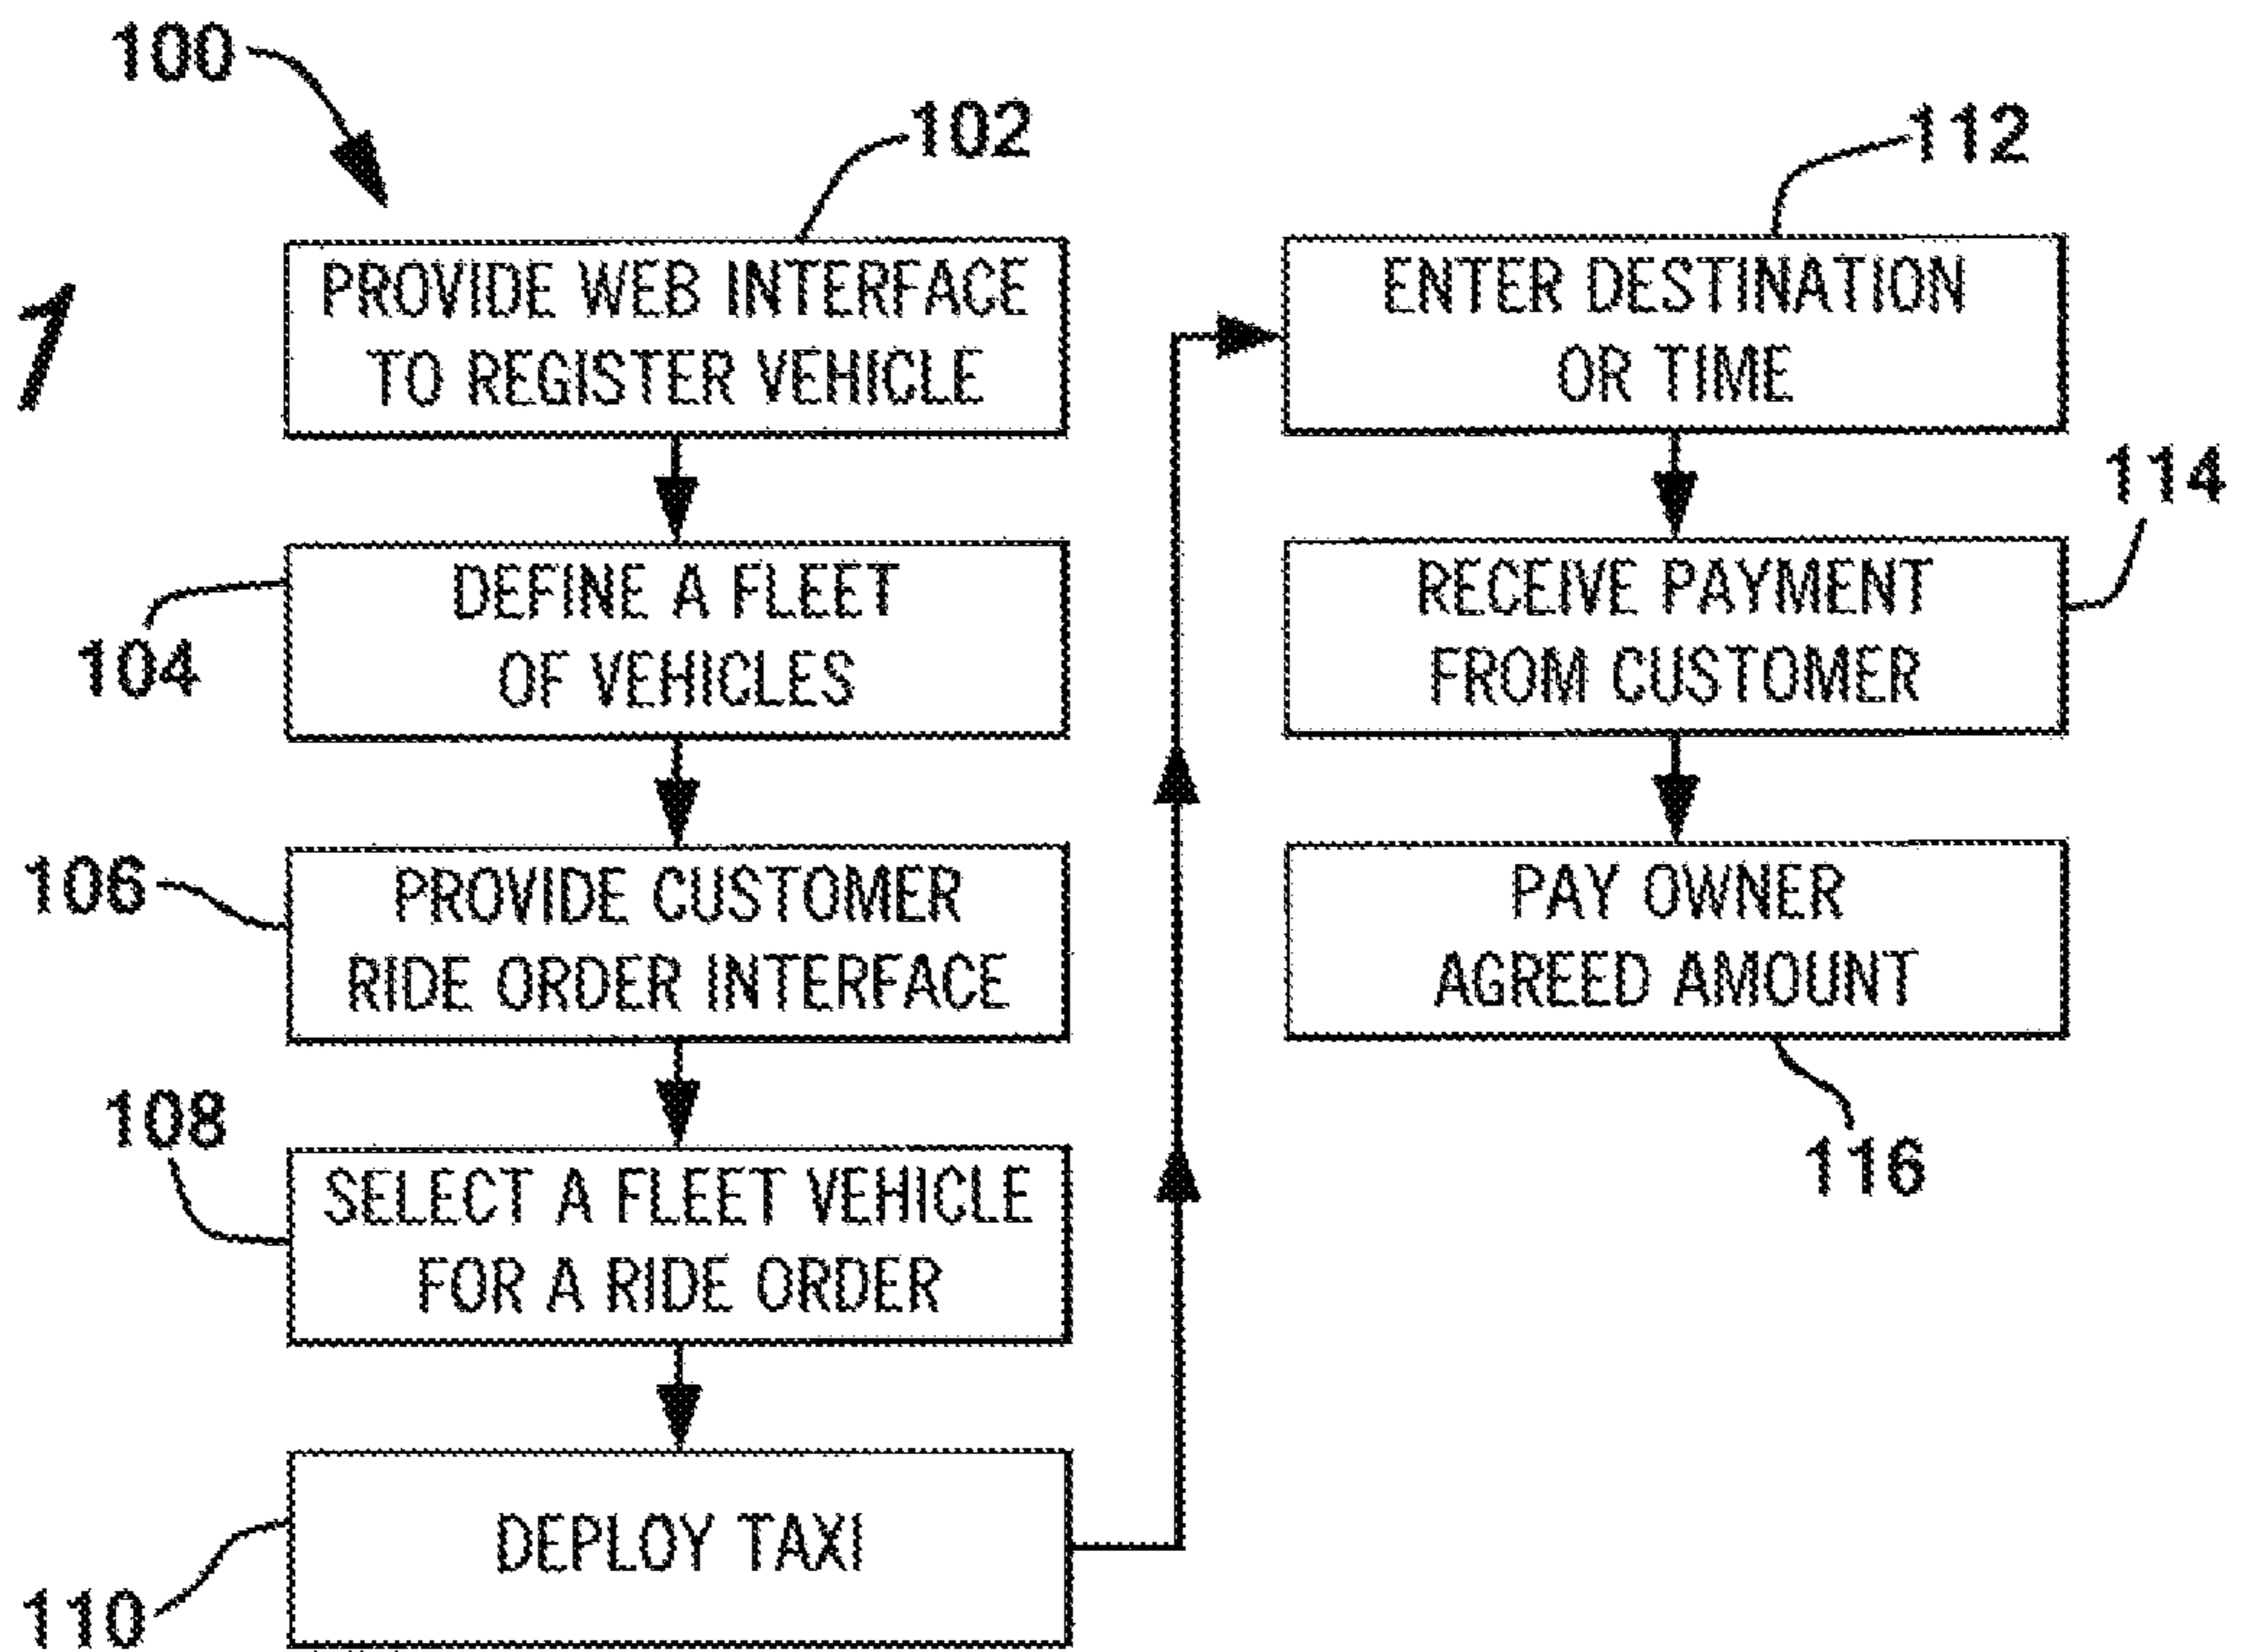 100
102
PROVIDE WEB INTERFACE
TO REGISTER VEHICLE
1
104
DEFINE A FLEET
OF VEHICLES
106
PROVIDE CUSTOMER
RIDE ORDER INTERFACE
108
SELECT A FLEET VEHICLE
FOR A RIDE ORDER
110
DEPLOY TAXI
112
ENTER DESTINATION
OR TIME
114
RECEIVE PAYMENT
FROM CUSTOMER
PAY OWNER
AGREED AMOUNT
116